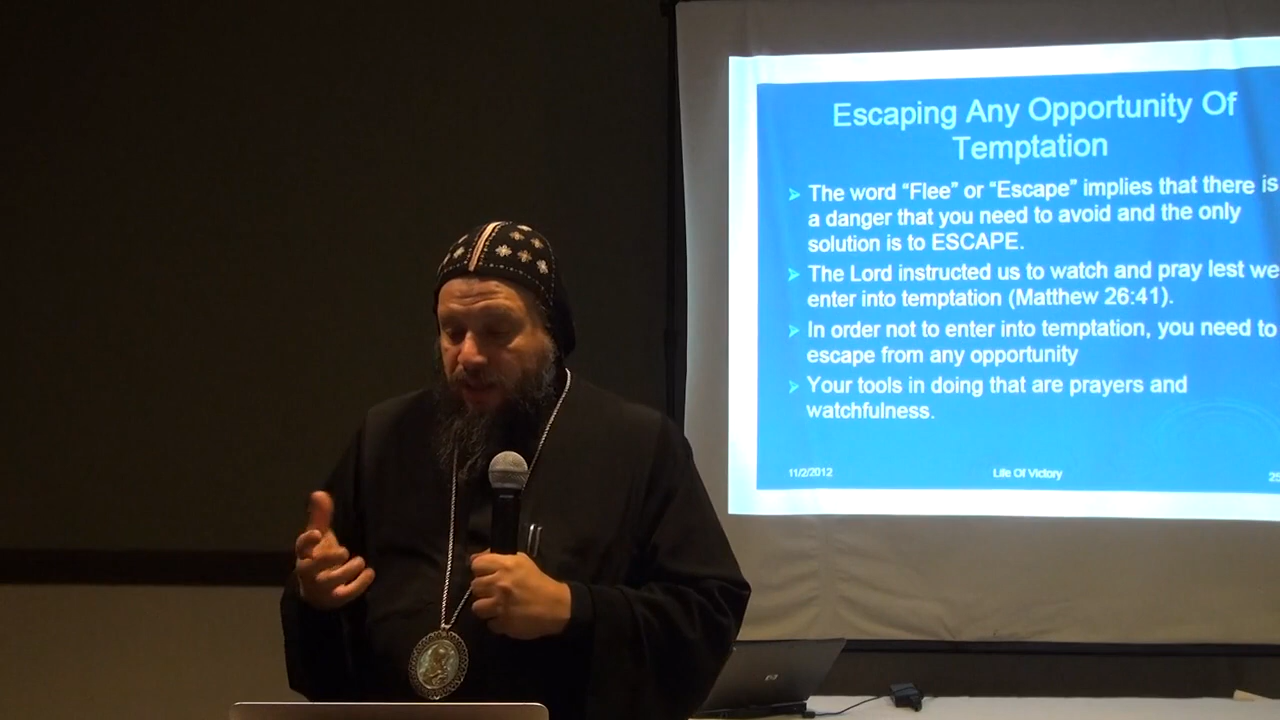 Escaping Any Opportunity Of
Temptation
The word “Flee” or “Escape” implies that there is
a danger that you need to avoid and the only
solution is to ESCAPE.
The Lord instructed us to watch and pray lest we
enter into temptation (Matthew 26:41).
In order not to enter into temptation, you need to
escape from any opportunity
Your tools in doing that are prayers and
watchfulness.
11/2/2012
Life Of Victory
hp